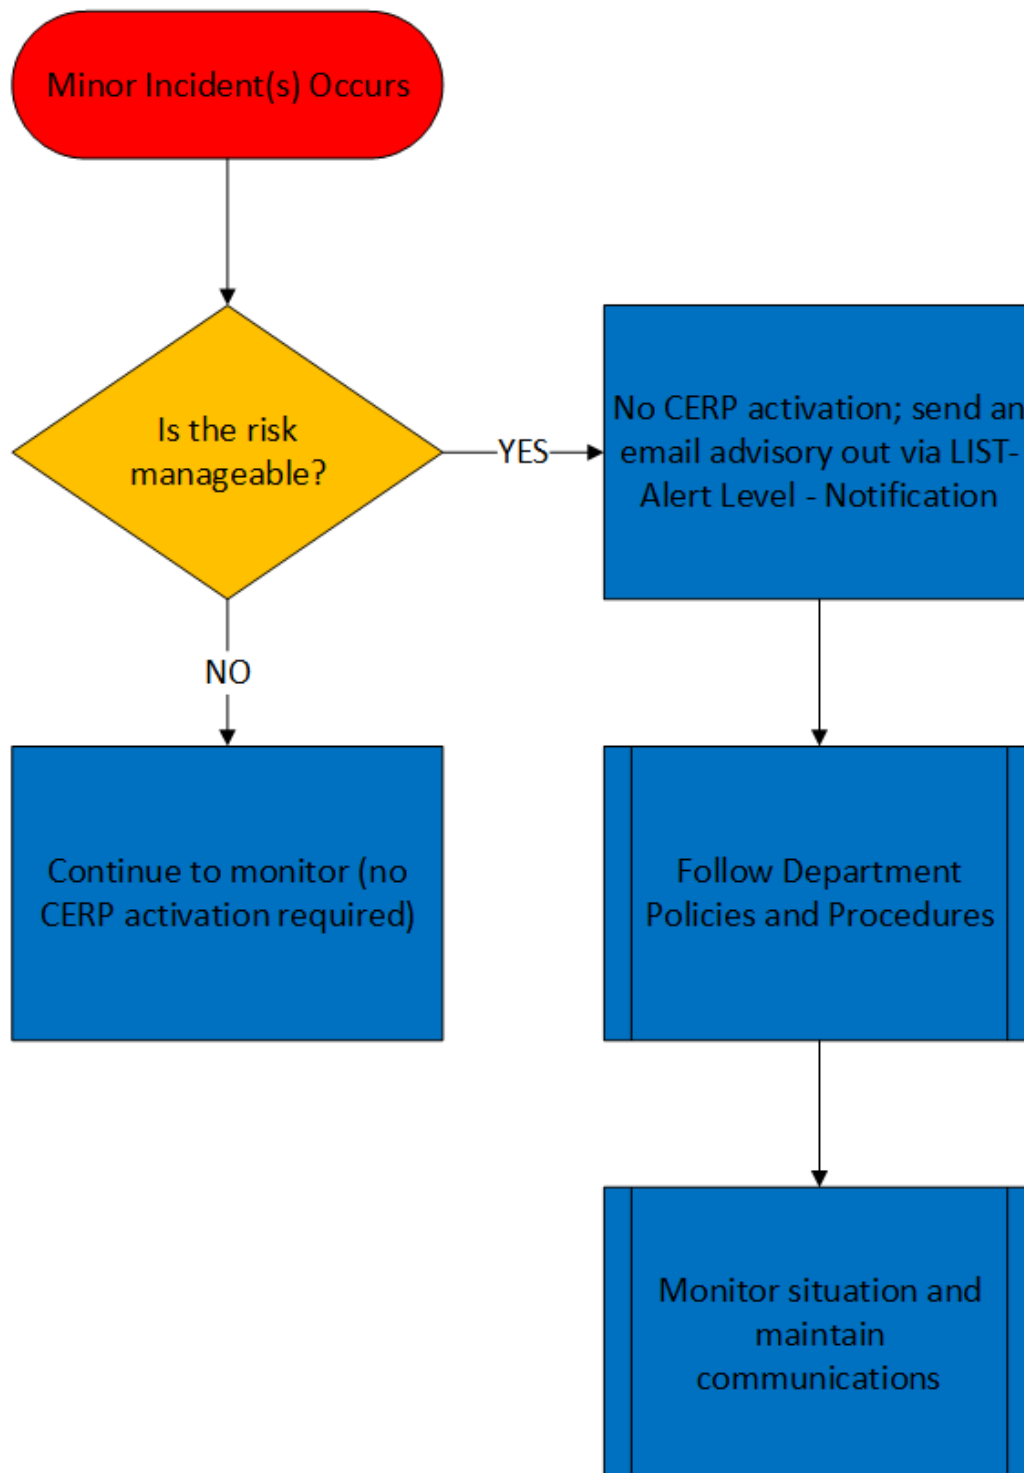 Minor Incident(s) Occurs
Is the risk
manageable?
YES
No CERP activation; send an
email advisory out via LIST-
Alert Level - Notification
NO
Continue to monitor (no
CERP activation required)
Follow Department
Policies and Procedures
Monitor situation and
maintain
communications